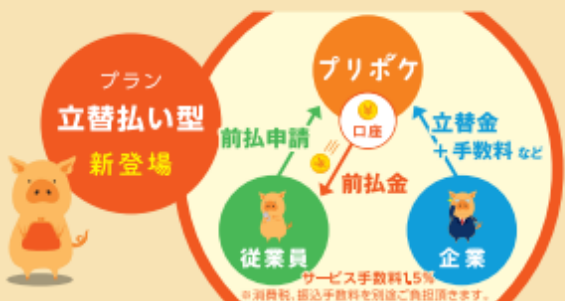 プラン
立替払い型
新登場
プリポケ
¥
口座
前払申請
¥
前払金
立替金
+手数料 など
従業員
企業
サービス手数料1.5%
※消費税、振込手数料を別途ご負担頂きます。